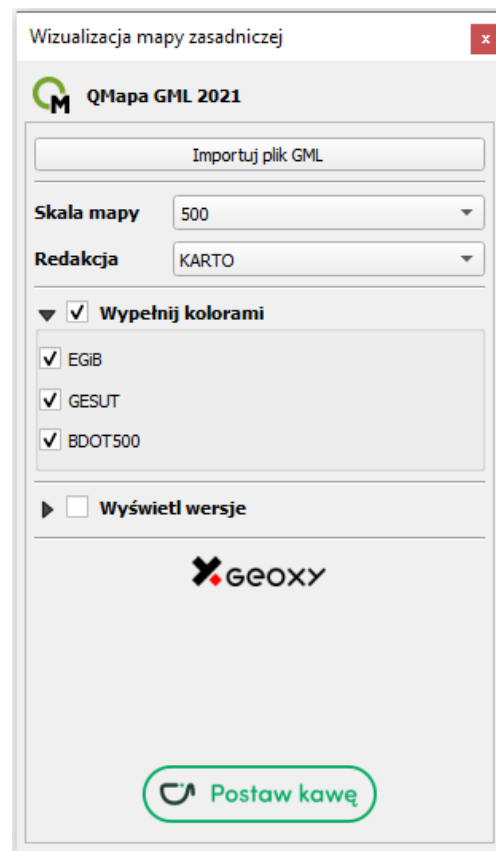 Wizualizacja mapy zasadniczej
x
QMapa GML 2021
Importuj plik GML
Skala mapy 500
Redakcja KARTO
Wypełnij kolorami
EGiB
GESUT
BDOT500
Wyświetl wersje
GEOXY
Postaw kawę